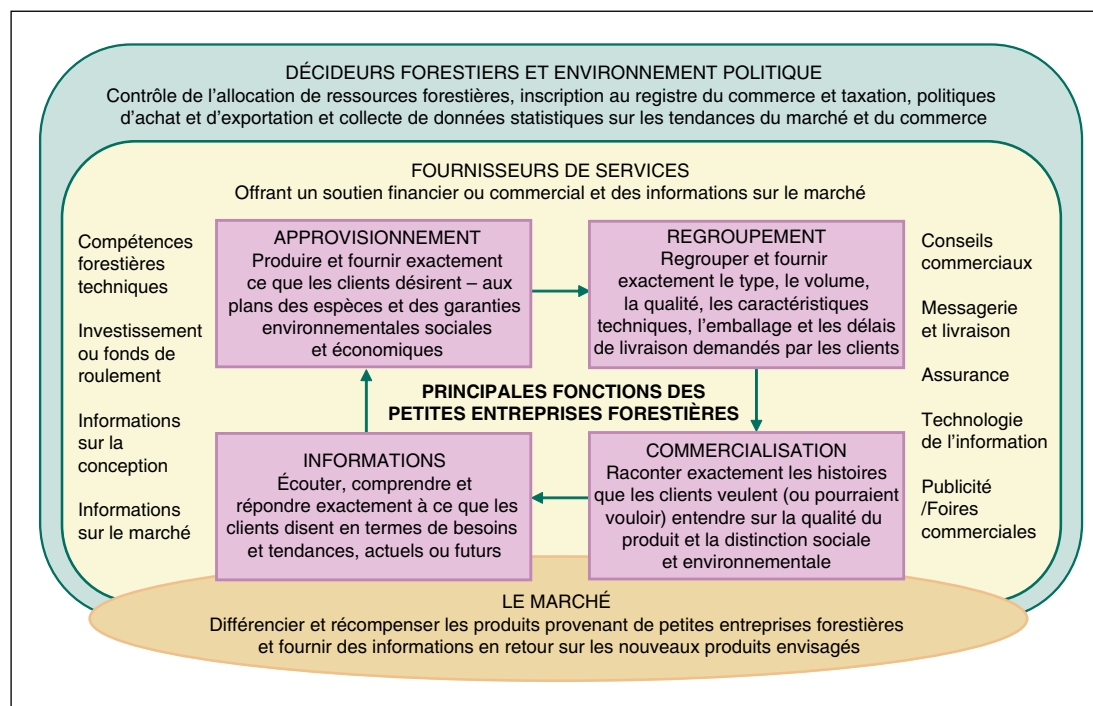 DÉCIDEURS FORESTIERS ET ENVIRONNEMENT POLITIQUE
Contrôle de l'allocation de ressources forestières, inscription au registre du commerce et taxation, politiques
d'achat et d'exportation et collecte de données statistiques sur les tendances du marché et du commerce
FOURNISSEURS DE SERVICES
Offrant un soutien financier ou commercial et des informations sur le marché
Compétences
forestières
techniques
Investissement
ou fonds de
roulement
Informations
sur la
conception
Informations
sur le marché
APPROVISIONNEMENT
Produire et fournir exactement
ce que les clients désirent – aux
plans des espèces et des garanties
environnementales sociales
et économiques
REGROUPEMENT
Regrouper et fournir
exactement le type, le volume,
la qualité, les caractéristiques
techniques, l'emballage et les délais
de livraison demandés par les clients
PRINCIPALES FONCTIONS DES
PETITES ENTREPRISES FORESTIÈRES
INFORMATIONS
Écouter, comprendre et
répondre exactement à ce que les
clients disent en termes de besoins
et tendances, actuels ou futurs
COMMERCIALISATION
Raconter exactement les histoires
que les clients veulent (ou pourraient
vouloir) entendre sur la qualité du
produit et la distinction sociale
et environnementale
Conseils
commerciaux
Messagerie
et livraison
Assurance
Technologie
de l'information
Publicité
/Foires
commerciales
LE MARCHÉ
Différencier et récompenser les produits provenant de petites entreprises forestières
et fournir des informations en retour sur les nouveaux produits envisagés